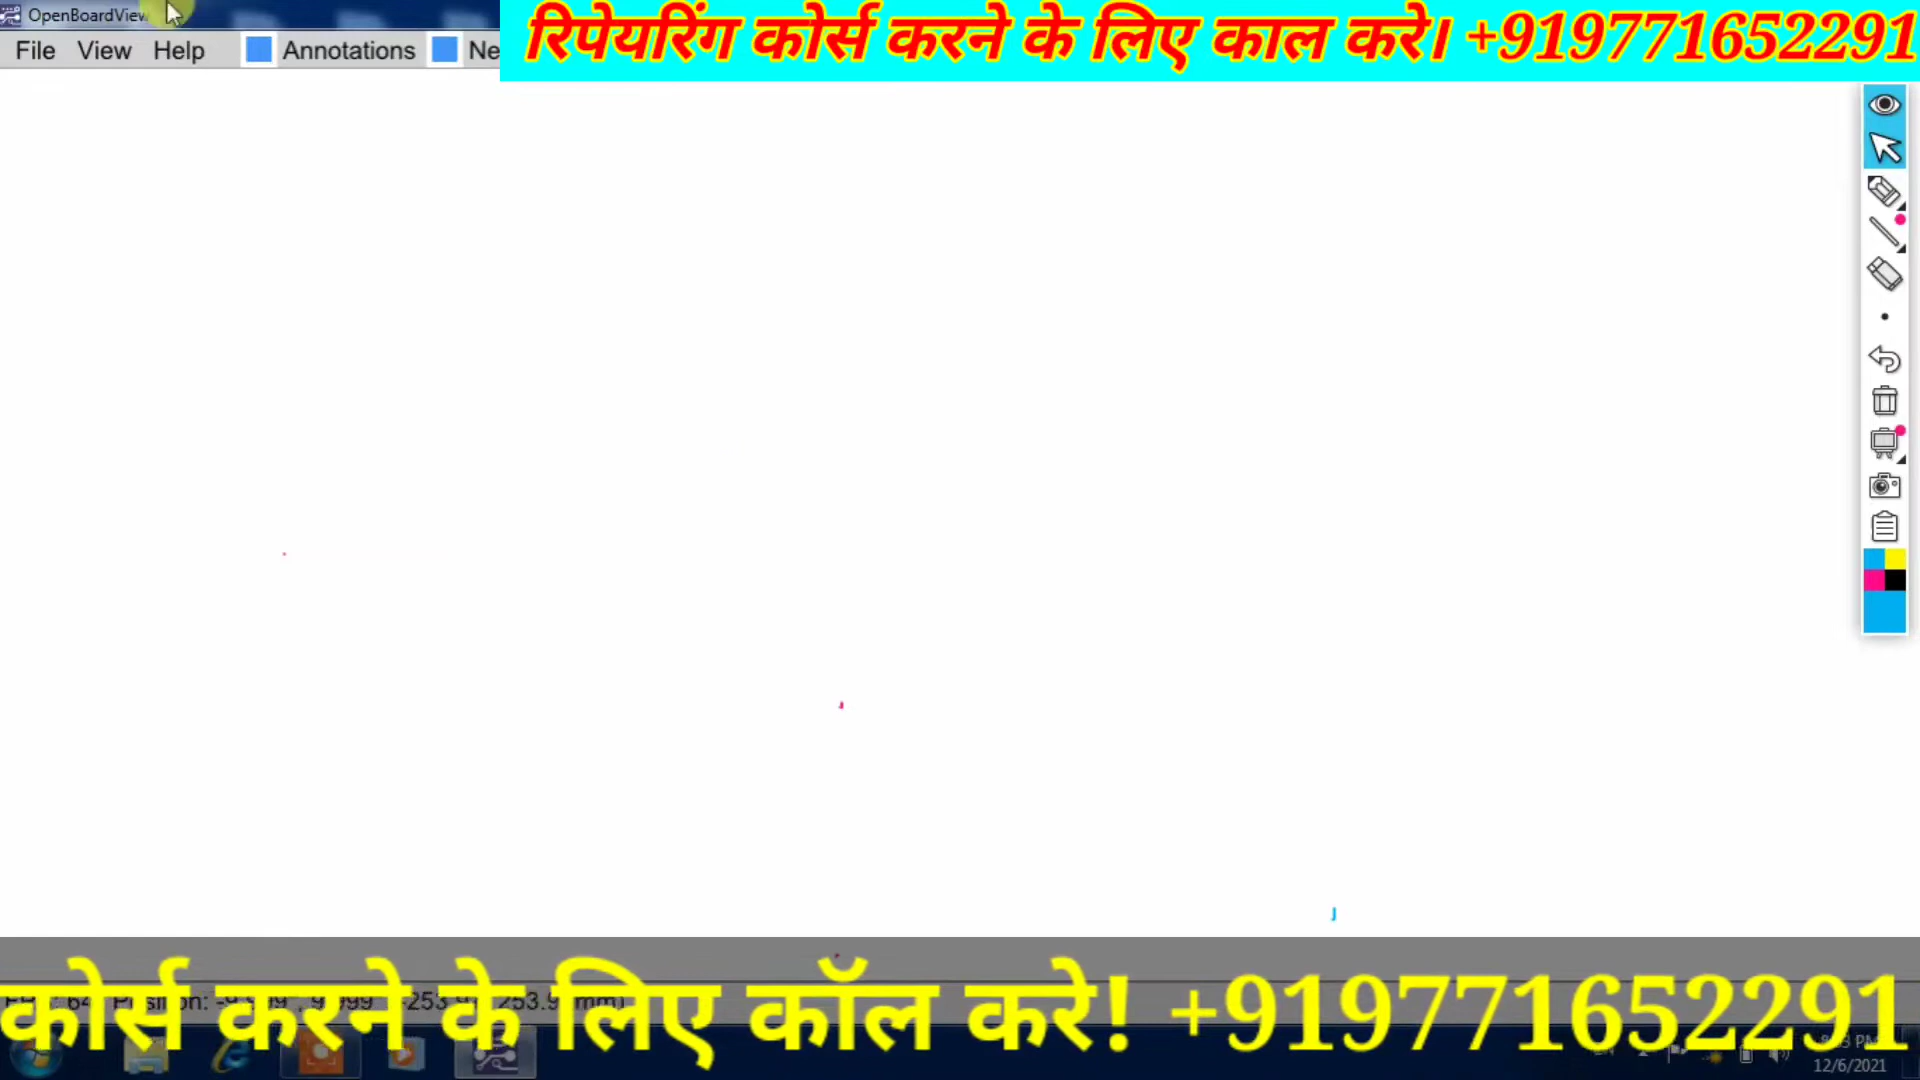 OpenBoardView
रिपेयरिंग कोर्स करने के लिए काल करे। +919771652291
File View Help Annotations Ne
कोर्स करने के लिए कॉल करे! +919771652291
12/6/2021